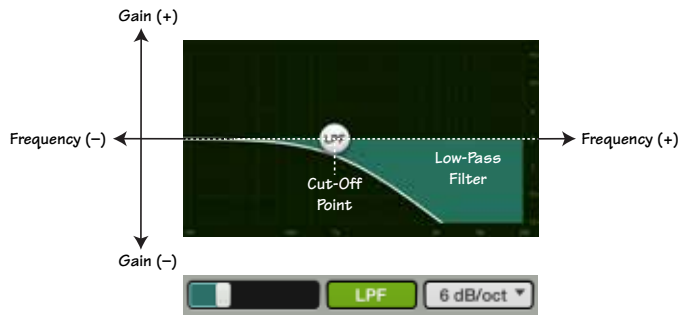 Gain (+)
Frequency (–)
LPF
Frequency (+)
Low-Pass
Filter
Cut-Off
Point
Gain (–)
LPF
6 dB/oct